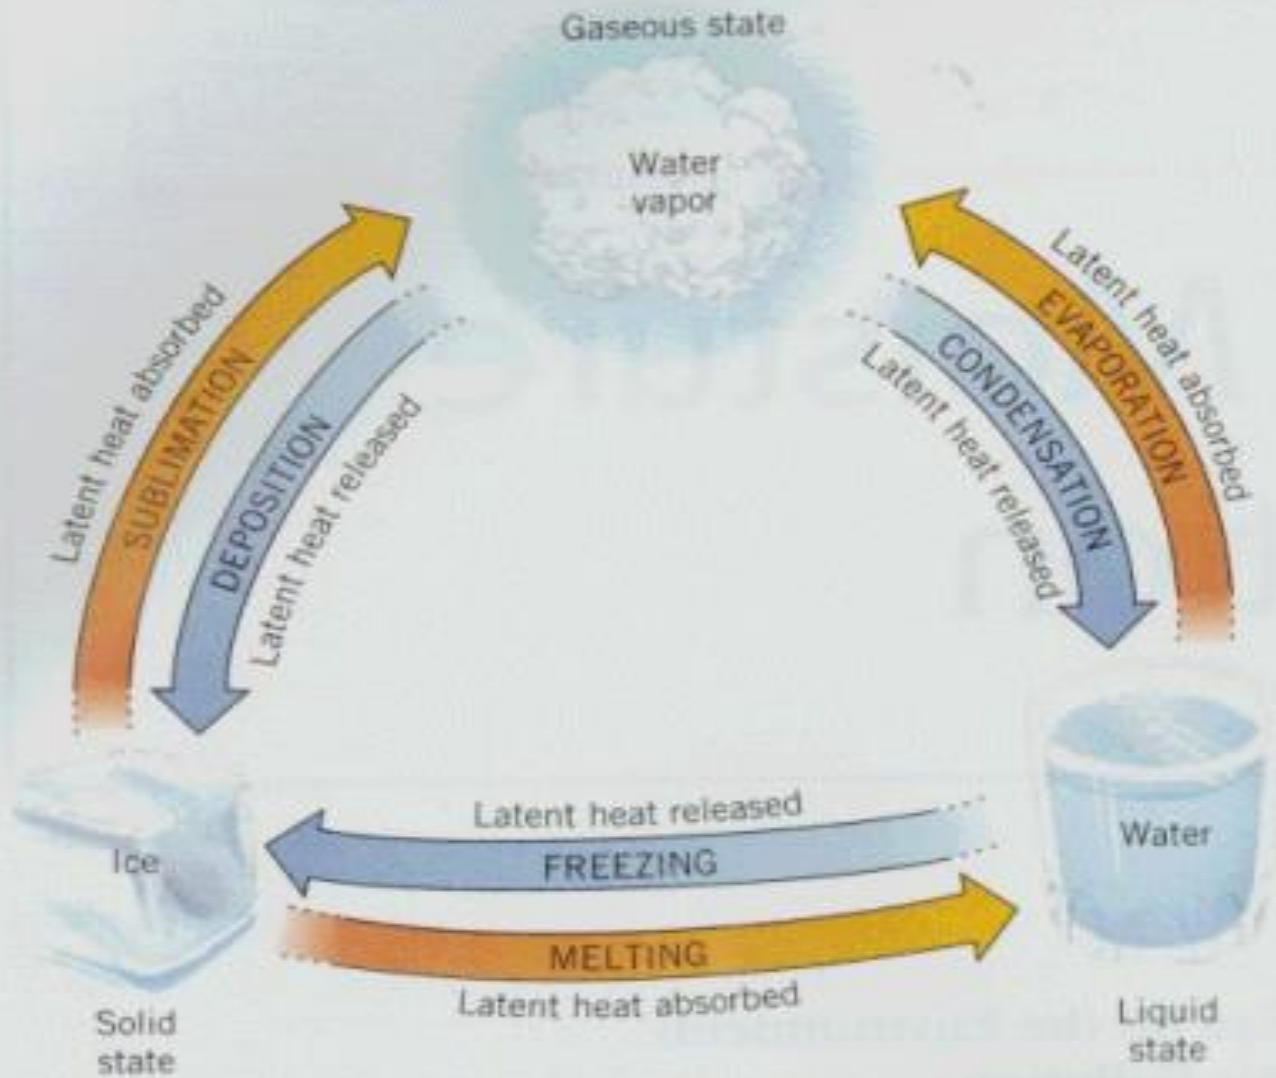 Gaseous state
Water
vapor
Latent heat absorbed
SUBLIMATION
DEPOSITION
Latent heat released
Latent heat absorbed
EVAPORATION
CONDENSATION
Latent heat released
Latent heat released
FREEZING
MELTING
Latent heat absorbed
Ice
Solid
state
Water
Liquid
state